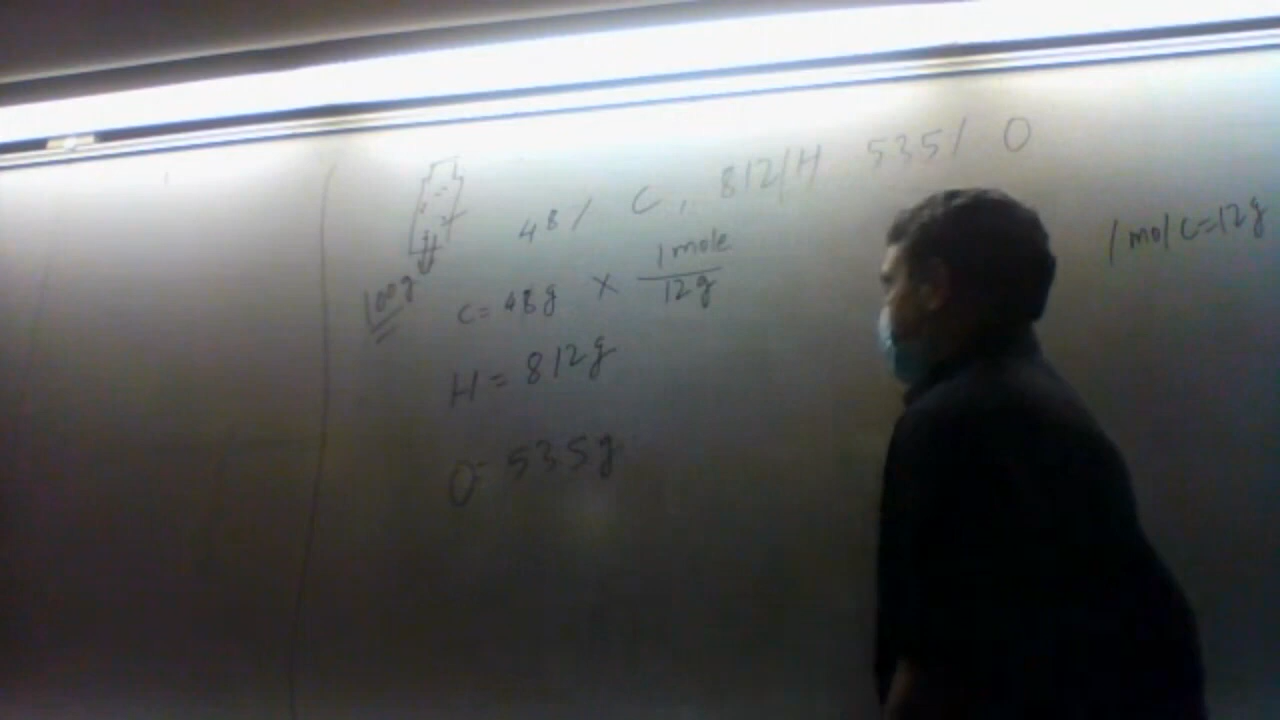 48/ C, 812/H 535/ O
1 mol C=12g
100g
C= 48g × 1mole/12g
H = 812g
O= 535g